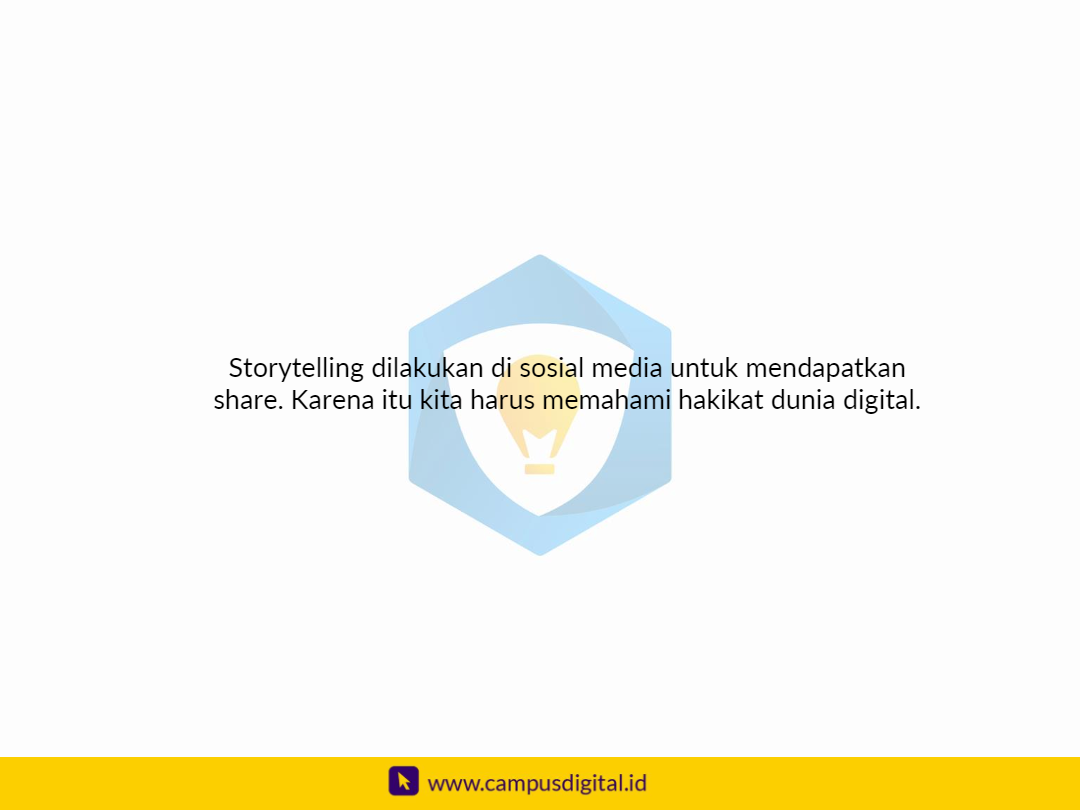 Storytelling dilakukan di sosial media untuk mendapatkan
share. Karena itu kita harus memahami hakikat dunia digital.
www.campusdigital.id